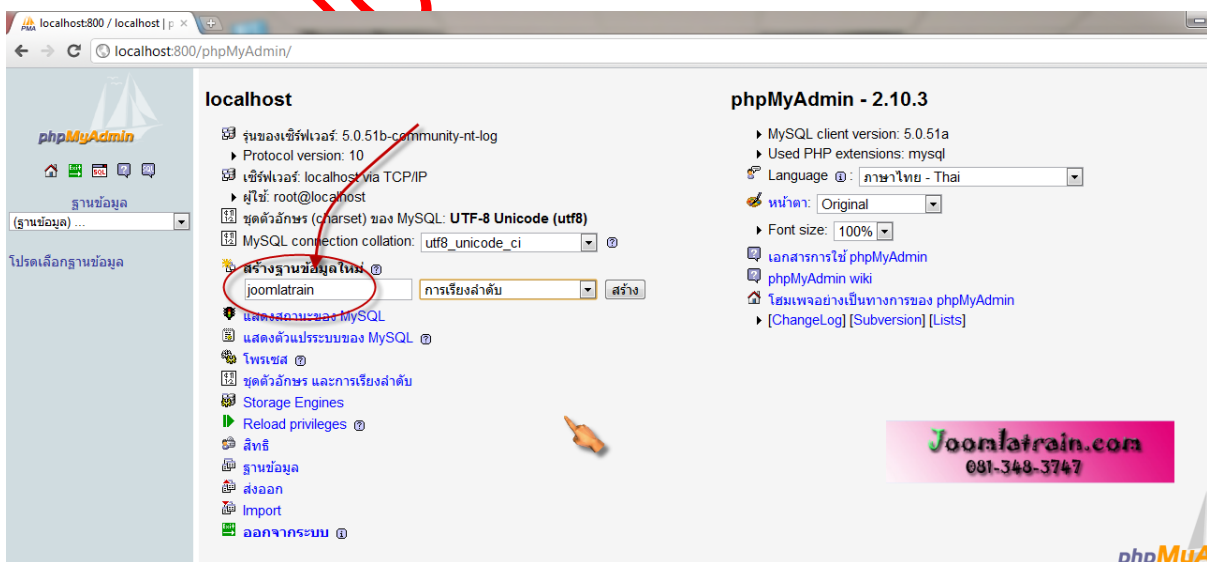 localhost:800 / localhost | p
localhost:800/phpMyAdmin/
phpMyAdmin
ฐานข้อมูล
(ฐานข้อมูล) ...
โปรดเลือกฐานข้อมูล
localhost
รุ่นของเซิร์ฟเวอร์: 5.0.51b-community-nt-log
Protocol version: 10
เซิร์ฟเวอร์: localhost via TCP/IP
ผู้ใช้: root@localhost
ชุดตัวอักษร (charset) ของ MySQL: UTF-8 Unicode (utf8)
MySQL connection collation: utf8_unicode_ci
สร้างฐานข้อมูลใหม่
joomlatrain การเรียงลำดับ สร้าง
แสดงสถานะของ MySQL
แสดงตัวแปรระบบของ MySQL
โพรเซส
ชุดตัวอักษร และการเรียงลำดับ
Storage Engines
Reload privileges
สิทธิ
ฐานข้อมูล
ส่งออก
Import
ออกจากระบบ
phpMyAdmin - 2.10.3
MySQL client version: 5.0.51a
Used PHP extensions: mysql
Language : ภาษาไทย - Thai
หน้าตา: Original
Font size: 100%
เอกสารการใช้ phpMyAdmin
phpMyAdmin wiki
โฮมเพจอย่างเป็นทางการของ phpMyAdmin
[ChangeLog] [Subversion] [Lists]
Joomlatrain.com
081-348-3747
phpMyA